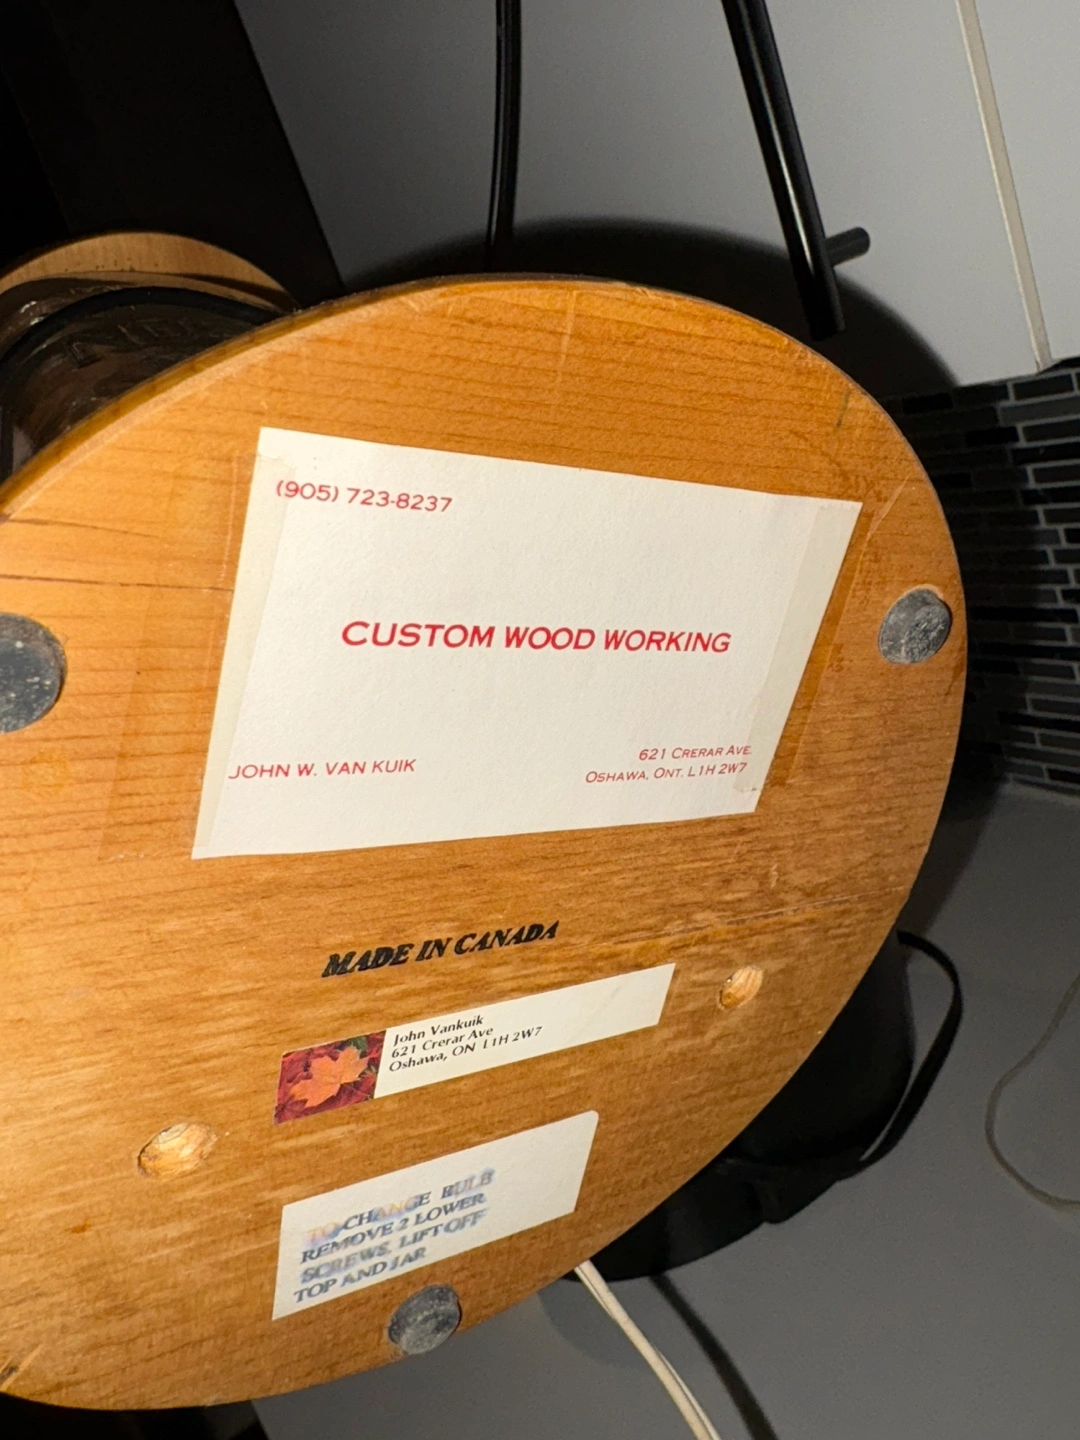 (905) 723-8237
CUSTOM WOOD WORKING
JOHN W. VAN KUIK
621 CRERAR AVE.
OSHAWA, ONT. L1H 2W7
MADE IN CANADA
John Vankuik
621 Crerar Ave
Oshawa, ON L1H 2W7
TO CHANGE BULB
REMOVE 2 LOWER
SCREWS, LIFT OFF
TOP AND JAR